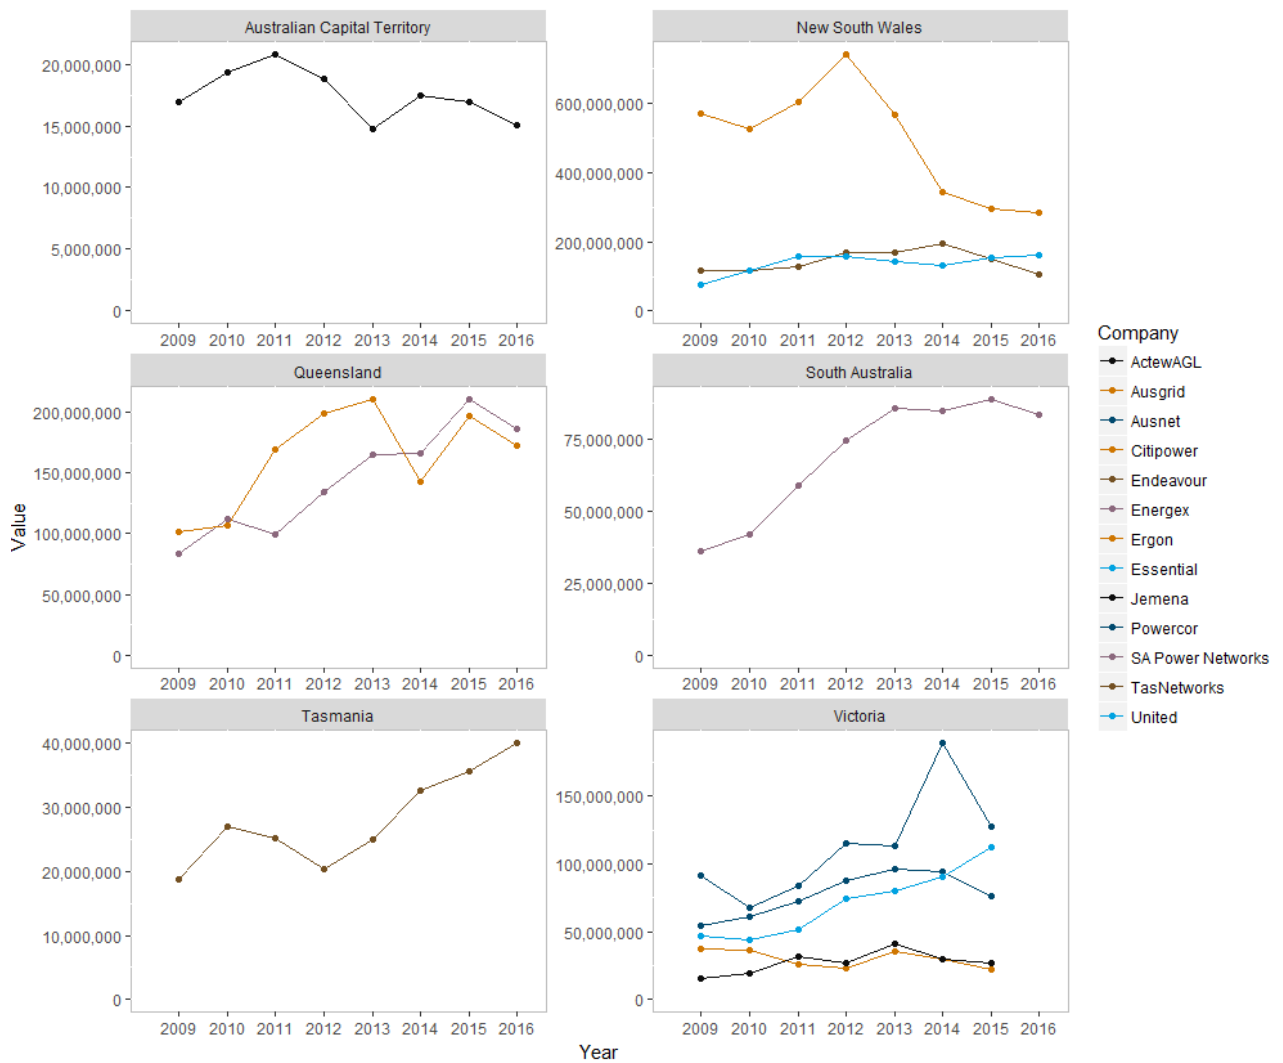 Australian Capital Territory
20,000,000
15,000,000
10,000,000
5,000,000
0
2009 2010 2011 2012 2013 2014 2015 2016
New South Wales
600,000,000
400,000,000
200,000,000
0
2009 2010 2011 2012 2013 2014 2015 2016
Queensland
200,000,000
150,000,000
100,000,000
50,000,000
0
2009 2010 2011 2012 2013 2014 2015 2016
South Australia
75,000,000
50,000,000
25,000,000
0
2009 2010 2011 2012 2013 2014 2015 2016
Tasmania
40,000,000
30,000,000
20,000,000
10,000,000
0
2009 2010 2011 2012 2013 2014 2015 2016
Victoria
150,000,000
100,000,000
50,000,000
0
2009 2010 2011 2012 2013 2014 2015 2016
Value
Year
Company
ActewAGL
Ausgrid
Ausnet
Citipower
Endeavour
Energex
Ergon
Essential
Jemena
Powercor
SA Power Networks
TasNetworks
United